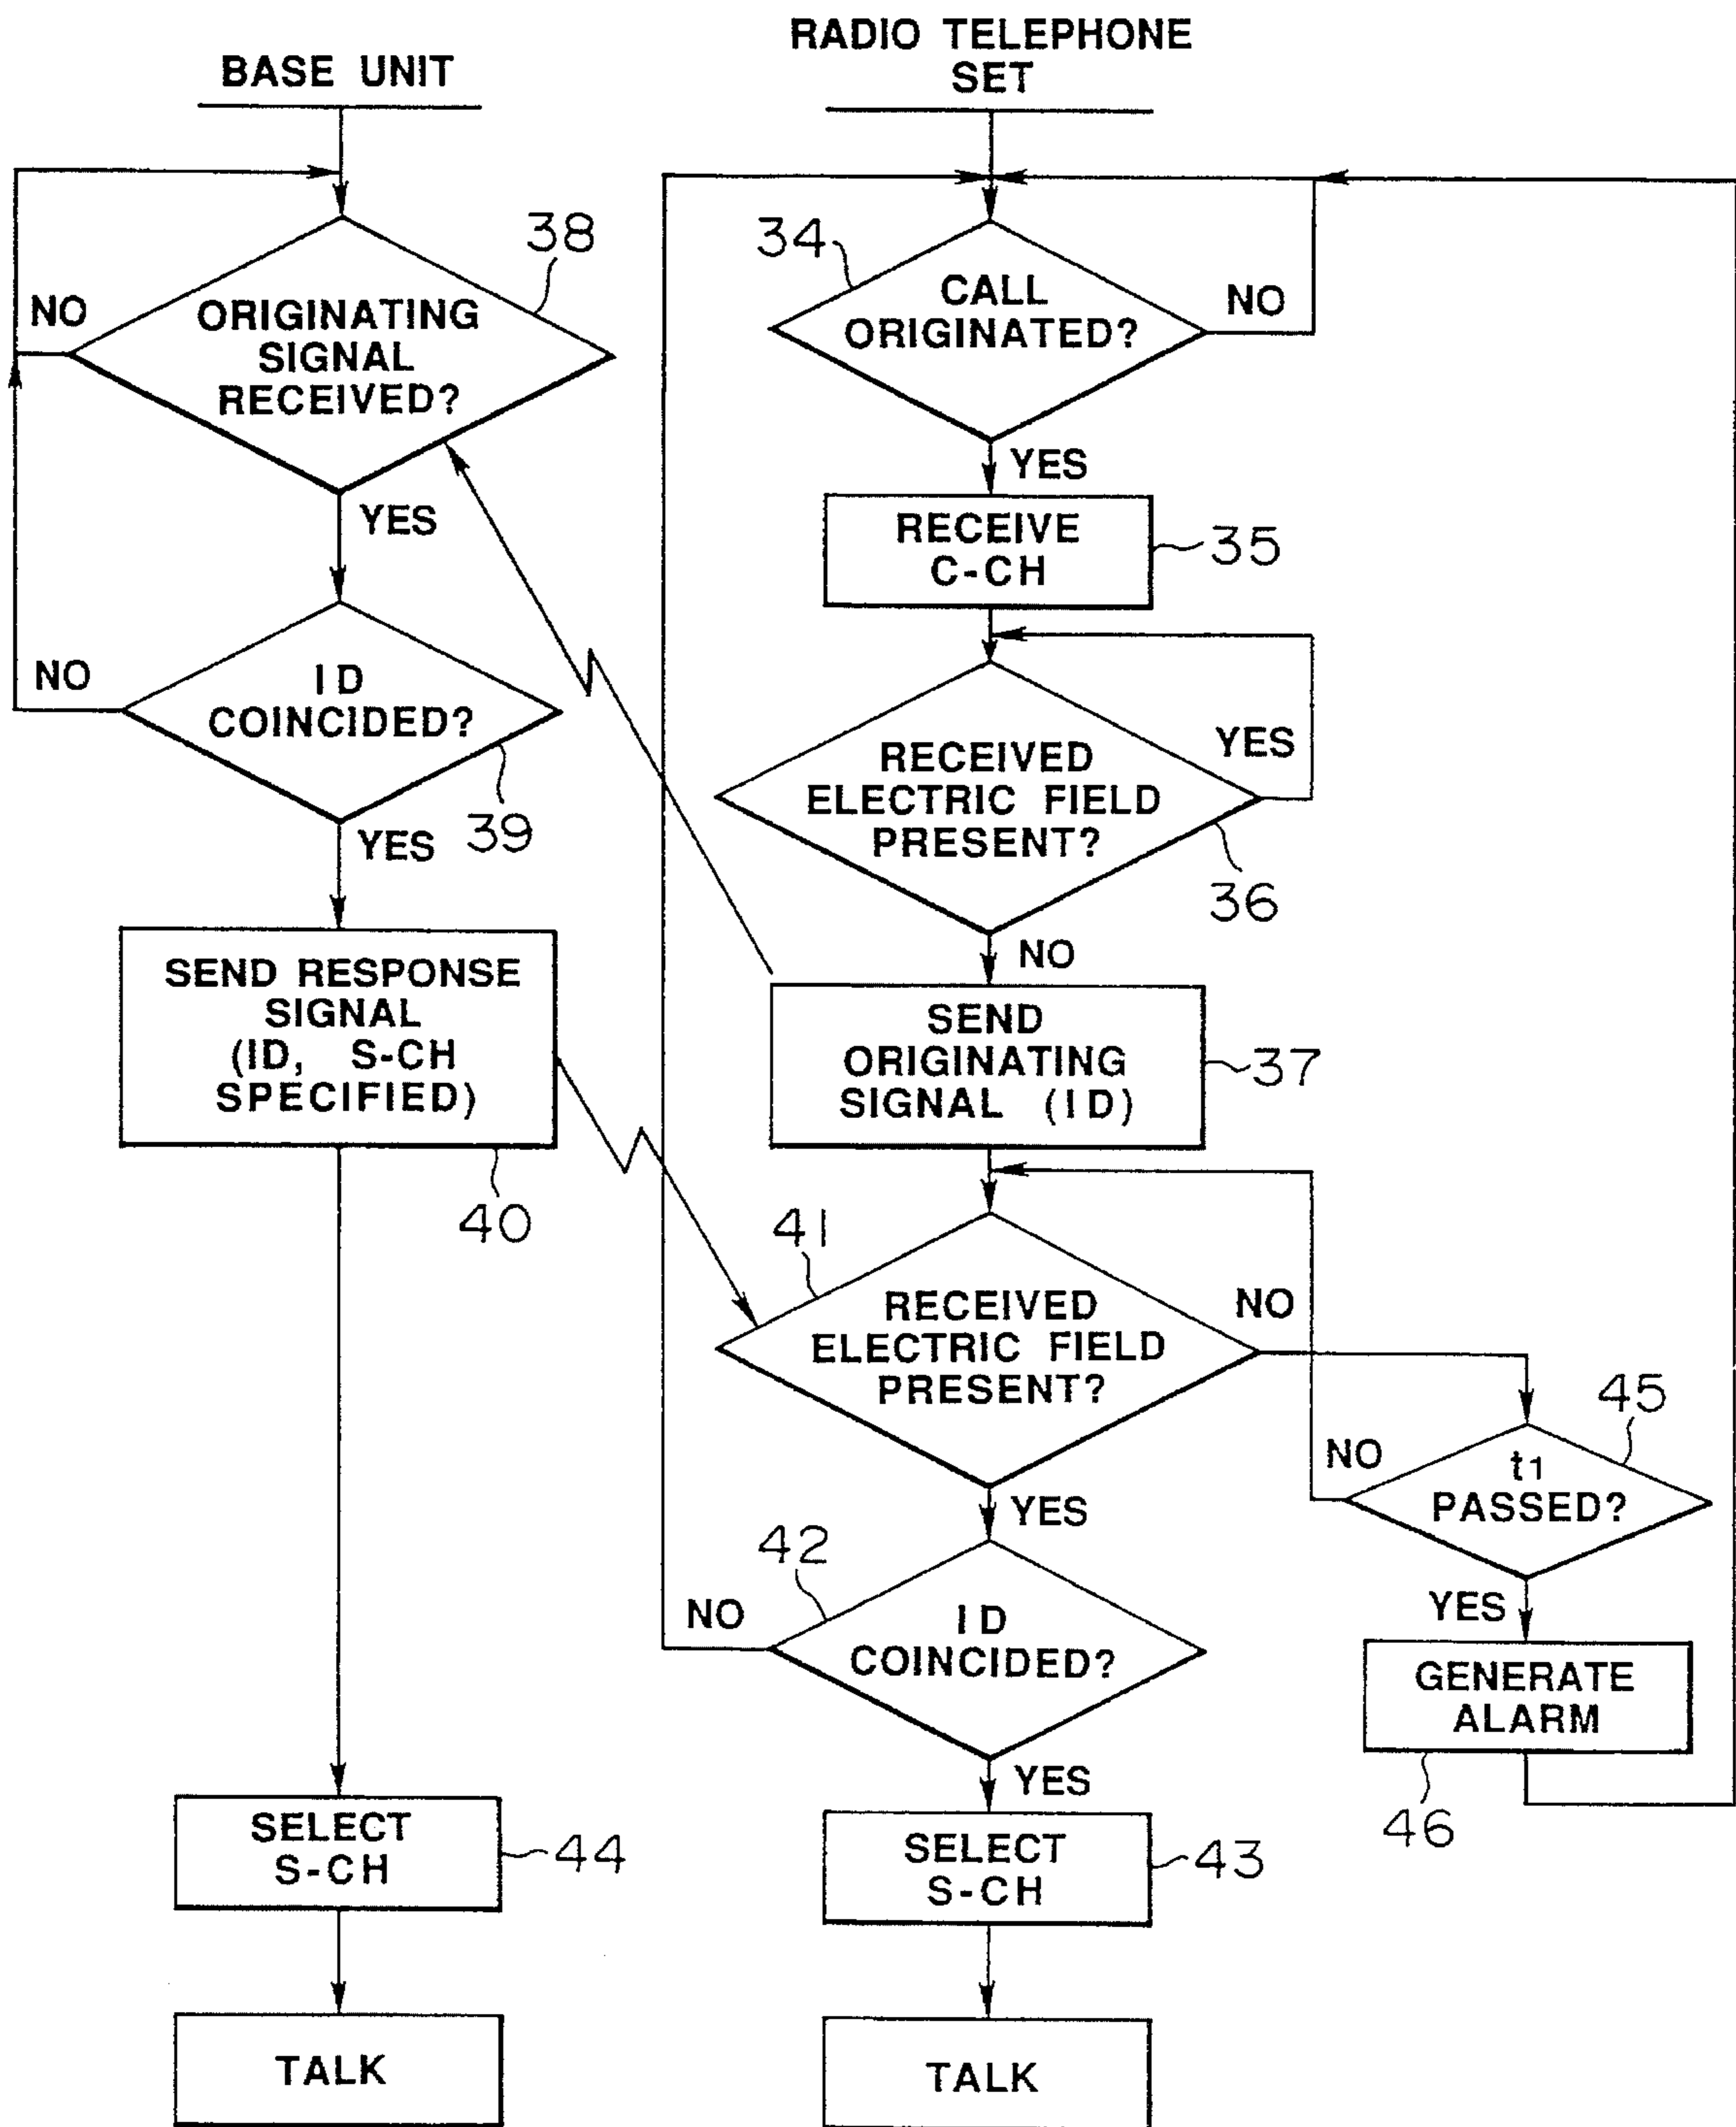 BASE UNIT
NO
ORIGINATING
SIGNAL
RECEIVED?
38
YES
NO
ID
COINCIDED?
39
YES
SEND RESPONSE
SIGNAL
(ID, S-CH
SPECIFIED)
40
SELECT
S-CH
44
TALK
RADIO TELEPHONE
SET
34
CALL
ORIGINATED?
NO
YES
RECEIVE
C-CH
35
RECEIVED
ELECTRIC FIELD
PRESENT?
YES
36
NO
SEND
ORIGINATING
SIGNAL (ID)
37
41
RECEIVED
ELECTRIC FIELD
PRESENT?
NO
YES
42
NO
ID
COINCIDED?
YES
SELECT
S-CH
43
TALK
45
NO
t1
PASSED?
YES
GENERATE
ALARM
46